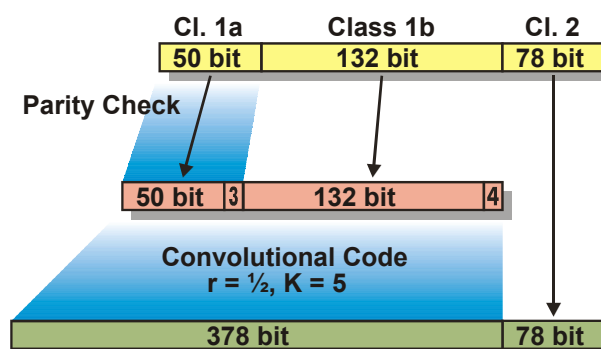 Cl. 1a Class 1b Cl. 2
50 bit 132 bit 78 bit
Parity Check
50 bit 3 132 bit 4
Convolutional Code
r = ½, K = 5
378 bit 78 bit